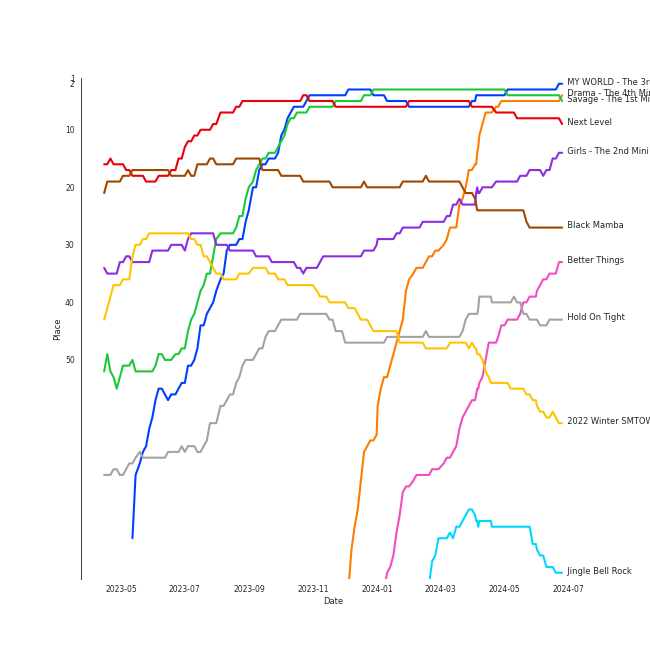 1
2
10
20
30
40
50
Place
2023-05
2023-07
2023-09
2023-11
2024-01
2024-03
2024-05
2024-07
Date
MY WORLD - The 3r
Drama - The 4th Mi
Savage - The 1st Mi
Next Level
Girls - The 2nd Mini
Black Mamba
Better Things
Hold On Tight
2022 Winter SMTOW
Jingle Bell Rock